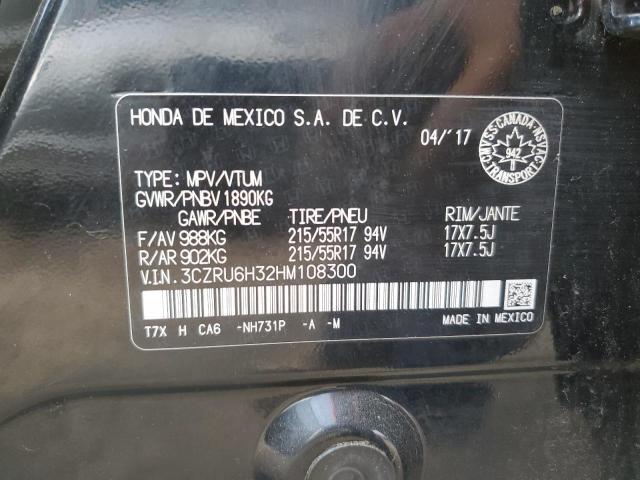 HONDA DE MEXICO S.A. DE C.V.
04/'17
CMVSS-CANADA-NSVAC
942
TRANSPORT
TYPE: MPV/VTUM
GVWR/PNBV 1890KG
GAWR/PNBE TIRE/PNEU RIM/JANTE
F/AV 988KG 215/55R17 94V 17X7.5J
R/AR 902KG 215/55R17 94V 17X7.5J
V.I.N. 3CZRU6H32HM108300
T7X H CA6 -NH731P -A -M MADE IN MEXICO